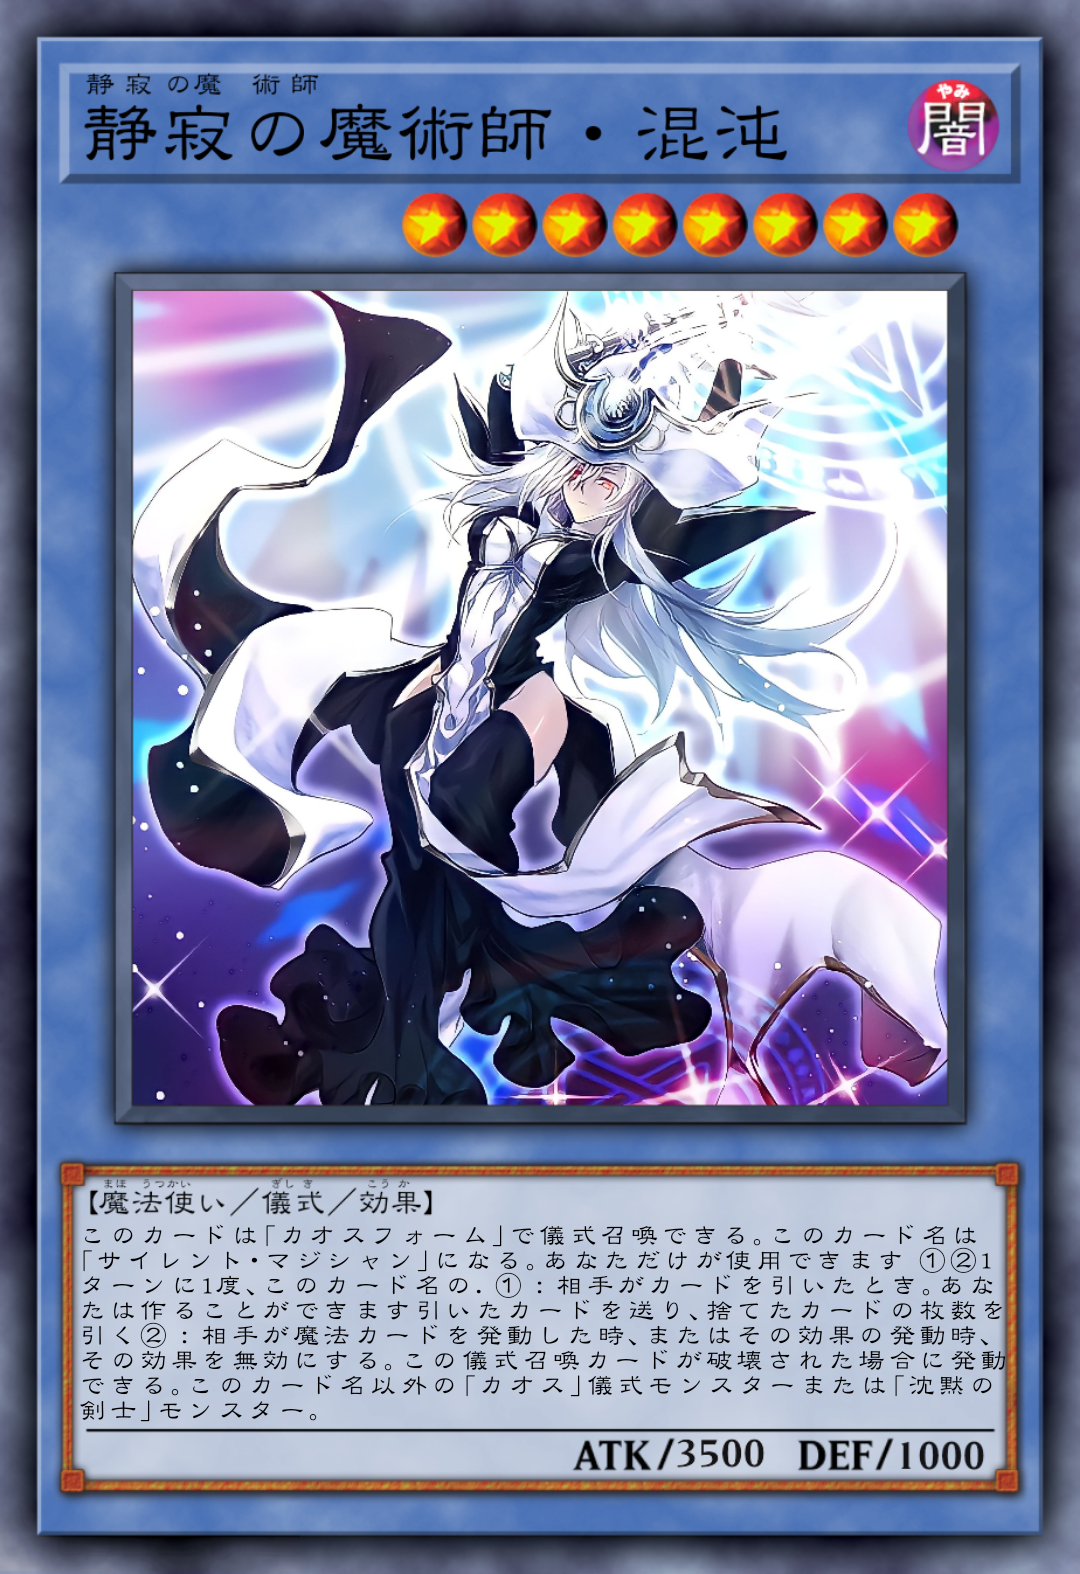 静寂の魔 術師
静寂の魔術師・混沌
やみ
闇
まほ うつかい ぎし き こう か
【魔法使い／儀式／効果】
このカードは「カオスフォーム」で儀式召喚できる。このカード名は
「サイレント・マジシャン」になる。あなただけが使用できます ①②1
ターンに1度、このカード名の. ①:相手がカードを引いたとき。あな
たは作ることができます引いたカードを送り、捨てたカードの枚数を
引く②:相手が魔法カードを発動した時、またはその効果の発動時、
その効果を無効にする。この儀式召喚カードが破壊された場合に発動
できる。このカード名以外の「カオス」儀式モンスターまたは「沈黙の
剣士」モンスター。
ATK/3500 DEF/1000